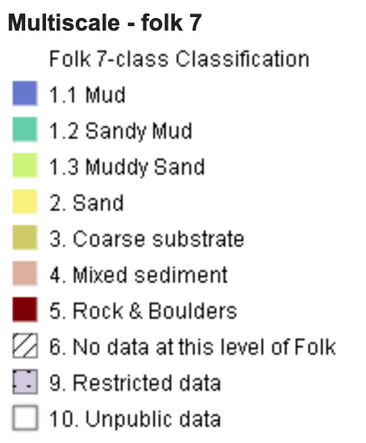 Multiscale - folk 7
Folk 7-class Classification
1.1 Mud
1.2 Sandy Mud
1.3 Muddy Sand
2. Sand
3. Coarse substrate
4. Mixed sediment
5. Rock & Boulders
6. No data at this level of Folk
9. Restricted data
10. Unpublic data